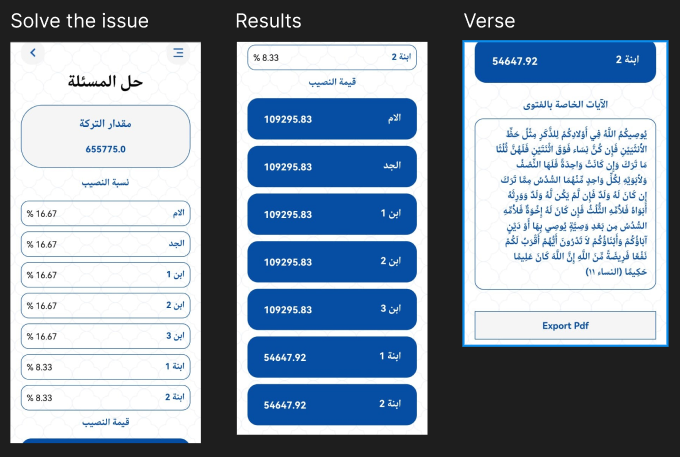 Solve the issue
حل المسئلة
مقدار التركة
655775.0
نسبة النصيب
الام % 16.67
الجد % 16.67
ابن 1 % 16.67
ابن 2 % 16.67
ابن 3 % 16.67
ابنة 1 % 8.33
ابنة 2 % 8.33
قيمة النصيب
Results
ابنة 2 % 8.33
قيمة النصيب
الام 109295.83
الجد 109295.83
ابن 1 109295.83
ابن 2 109295.83
ابن 3 109295.83
ابنة 1 54647.92
ابنة 2 54647.92
Verse
ابنة 2 54647.92
الآيات الخاصة بالفتوى
يُوصِيكُمُ اللَّهُ فِي أَوْلَادِكُمْ لِلذَّكَرِ مِثْلُ حَظِّ
الْأُنثَيَيْنِ فَإِن كُنَّ نِسَاء فَوْقَ اثْنَتَيْنِ فَلَهُنَّ ثُلُثَا
مَا تَرَكَ وَإِن كَانَتْ وَاحِدَةً فَلَهَا النِّصْفُ
وَلِأَبَوَيْهِ لِكُلِّ وَاحِدٍ مِّنْهُمَا السُّدُسُ مِمَّا تَرَكَ
إِن كَانَ لَهُ وَلَدٌ فَإِن لَّمْ يَكُن لَّهُ وَلَدٌ وَوَرِثَهُ
أَبَوَاهُ فَلِأُمِّهِ الثُّلُثُ فَإِن كَانَ لَهُ إِخْوَةٌ فَلِأُمِّهِ
السُّدُسُ مِن بَعْدِ وَصِيَّةٍ يُوصِي بِهَا أَوْ دَيْنٍ
آبَاؤُكُمْ وَأَبْنَاؤُكُمْ لَا تَدْرُونَ أَيُّهُمْ أَقْرَبُ لَكُمْ
نَفْعًا فَرِيضَةً مِّنَ اللَّهِ إِنَّ اللَّهَ كَانَ عَلِيمًا
حَكِيمًا (النساء ١١)
Export Pdf